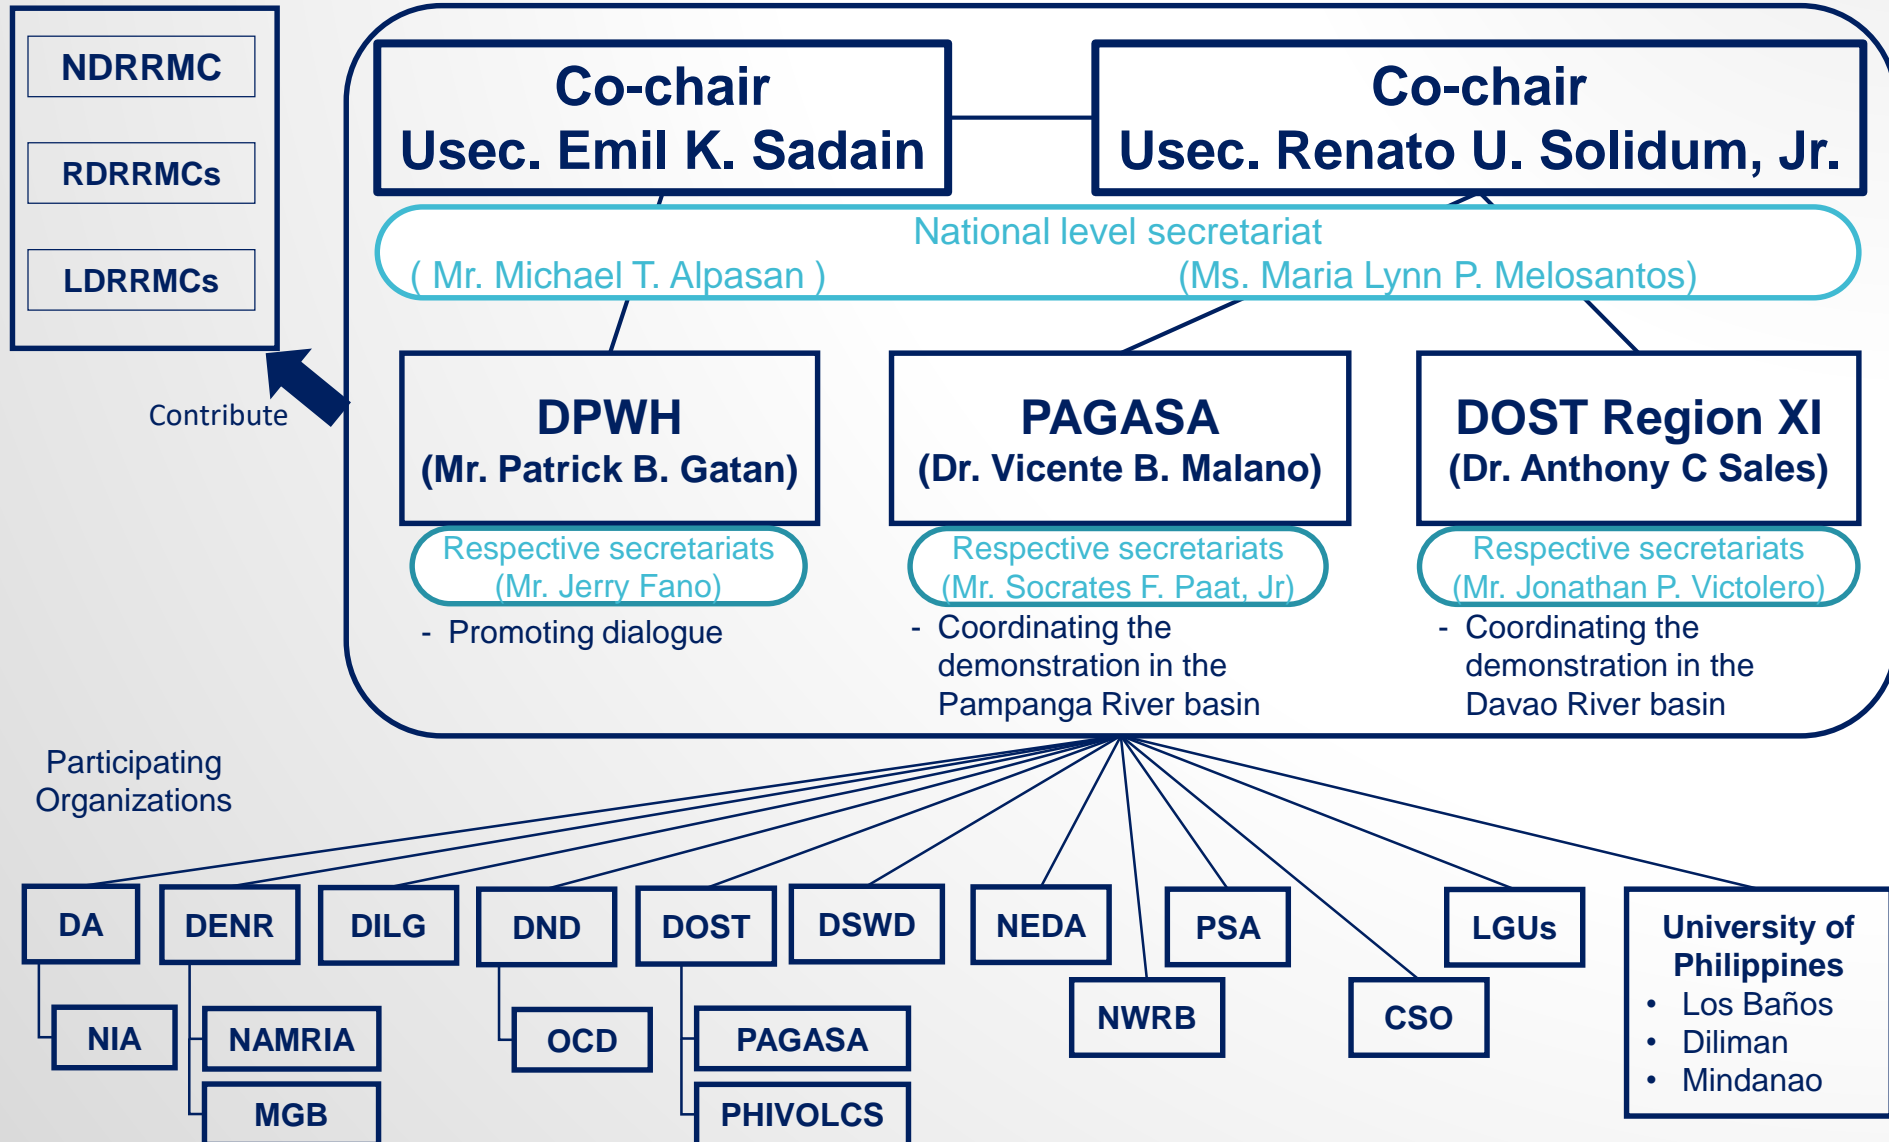 NDRRMC
RDRRMCs
LDRRMCs
Contribute
Co-chair
Usec. Emil K. Sadain
Co-chair
Usec. Renato U. Solidum, Jr.
National level secretariat
( Mr. Michael T. Alpasan )
(Ms. Maria Lynn P. Melosantos)
DPWH
(Mr. Patrick B. Gatan)
Respective secretariats
(Mr. Jerry Fano)
- Promoting dialogue
PAGASA
(Dr. Vicente B. Malano)
Respective secretariats
(Mr. Socrates F. Paat, Jr)
- Coordinating the
demonstration in the
Pampanga River basin
DOST Region XI
(Dr. Anthony C Sales)
Respective secretariats
(Mr. Jonathan P. Victolero)
- Coordinating the
demonstration in the
Davao River basin
Participating
Organizations
DA
NIA
DENR
NAMRIA
MGB
DILG
DND
OCD
DOST
PAGASA
PHIVOLCS
DSWD
NEDA
NWRB
PSA
CSO
LGUs
University of
Philippines
• Los Baños
• Diliman
• Mindanao